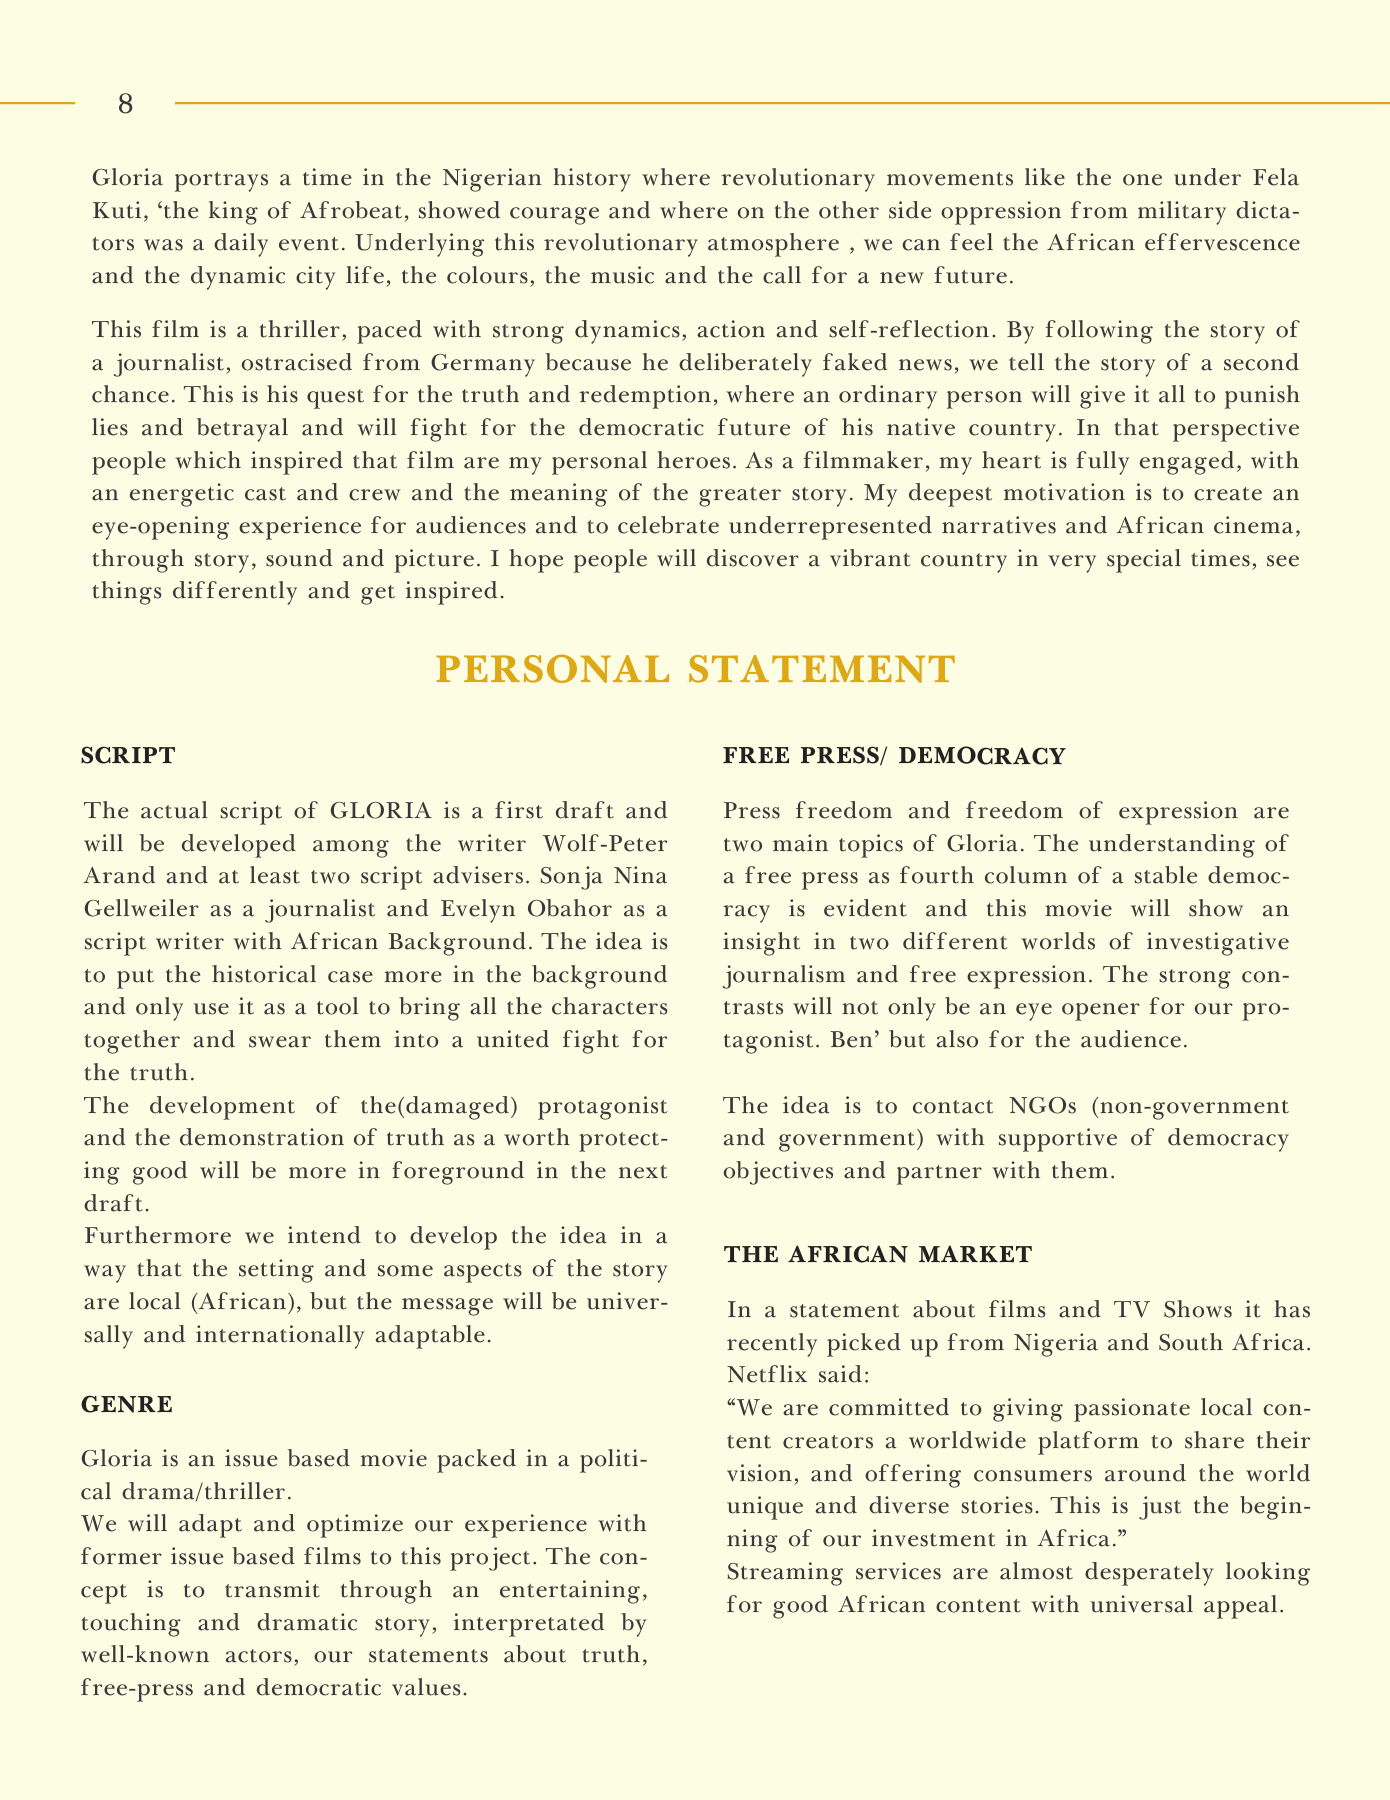 8
Gloria portrays a time in the Nigerian history where revolutionary movements like the one under Fela
Kuti, ‘the king of Afrobeat, showed courage and where on the other side oppression from military dicta-
tors was a daily event. Underlying this revolutionary atmosphere , we can feel the African effervescence
and the dynamic city life, the colours, the music and the call for a new future.
This film is a thriller, paced with strong dynamics, action and self-reflection. By following the story of
a journalist, ostracised from Germany because he deliberately faked news, we tell the story of a second
chance. This is his quest for the truth and redemption, where an ordinary person will give it all to punish
lies and betrayal and will fight for the democratic future of his native country. In that perspective
people which inspired that film are my personal heroes. As a filmmaker, my heart is fully engaged, with
an energetic cast and crew and the meaning of the greater story. My deepest motivation is to create an
eye-opening experience for audiences and to celebrate underrepresented narratives and African cinema,
through story, sound and picture. I hope people will discover a vibrant country in very special times, see
things differently and get inspired.
PERSONAL STATEMENT
SCRIPT
The actual script of GLORIA is a first draft and
will be developed among the writer Wolf-Peter
Arand and at least two script advisers. Sonja Nina
Gellweiler as a journalist and Evelyn Obahor as a
script writer with African Background. The idea is
to put the historical case more in the background
and only use it as a tool to bring all the characters
together and swear them into a united fight for
the truth.
The development of the(damaged) protagonist
and the demonstration of truth as a worth protect-
ing good will be more in foreground in the next
draft.
Furthermore we intend to develop the idea in a
way that the setting and some aspects of the story
are local (African), but the message will be univer-
sally and internationally adaptable.
GENRE
Gloria is an issue based movie packed in a politi-
cal drama/thriller.
We will adapt and optimize our experience with
former issue based films to this project. The con-
cept is to transmit through an entertaining,
touching and dramatic story, interpretated by
well-known actors, our statements about truth,
free-press and democratic values.
FREE PRESS/ DEMOCRACY
Press freedom and freedom of expression are
two main topics of Gloria. The understanding of
a free press as fourth column of a stable democ-
racy is evident and this movie will show an
insight in two different worlds of investigative
journalism and free expression. The strong con-
trasts will not only be an eye opener for our pro-
tagonist. Ben’ but also for the audience.
The idea is to contact NGOs (non-government
and government) with supportive of democracy
objectives and partner with them.
THE AFRICAN MARKET
In a statement about films and TV Shows it has
recently picked up from Nigeria and South Africa.
Netflix said:
“We are committed to giving passionate local con-
tent creators a worldwide platform to share their
vision, and offering consumers around the world
unique and diverse stories. This is just the begin-
ning of our investment in Africa.”
Streaming services are almost desperately looking
for good African content with universal appeal.